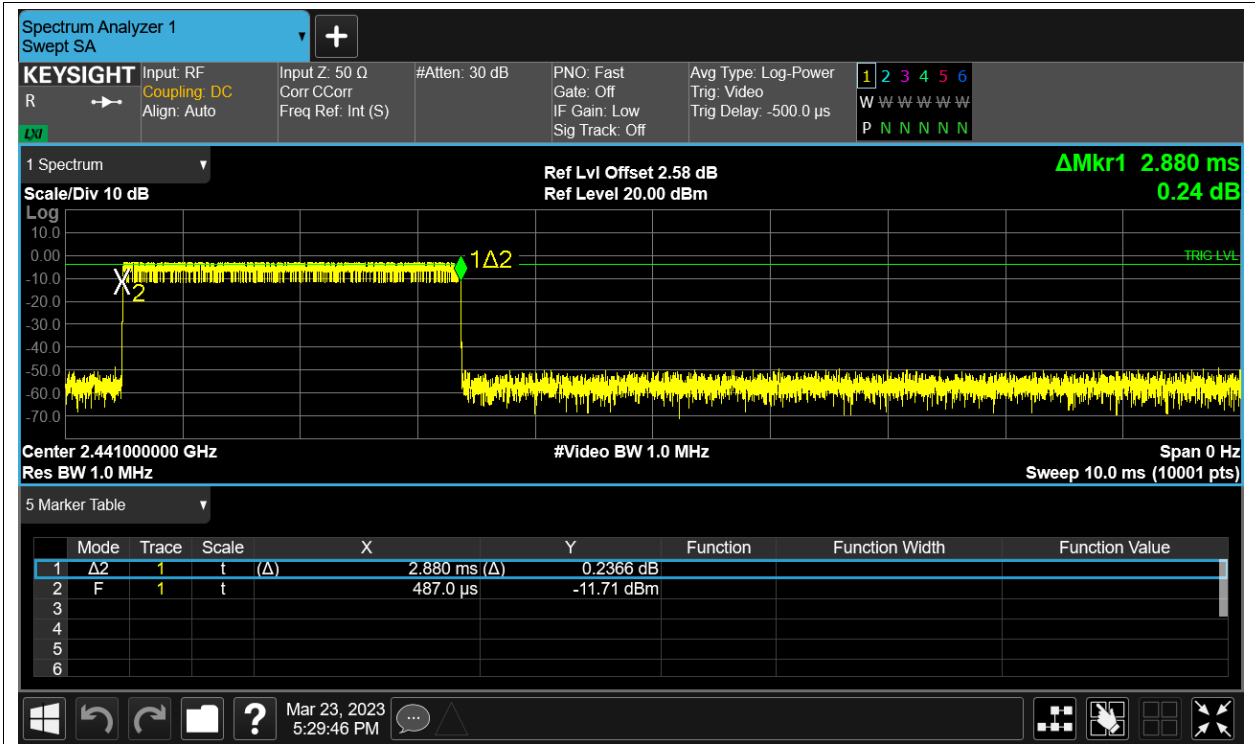 Spectrum Analyzer 1
Swept SA
+
KEYSIGHT Input: RF Input Z: 50 Ω #Atten: 30 dB PNO: Fast Avg Type: Log-Power 1 2 3 4 5 6
R Coupling: DC Corr CCorr Gate: Off Trig: Video W W W W W W
Align: Auto Freq Ref: Int (S) IF Gain: Low Trig Delay: -500.0 µs
LXI Sig Track: Off P N N N N N
1 Spectrum Ref Lvl Offset 2.58 dB ΔMkr1 2.880 ms
Scale/Div 10 dB Ref Level 20.00 dBm 0.24 dB
Log
10.0
0.00 1Δ2 TRIG LVL
-10.0 2
-20.0
-30.0
-40.0
-50.0
-60.0
-70.0
Center 2.441000000 GHz #Video BW 1.0 MHz Span 0 Hz
Res BW 1.0 MHz Sweep 10.0 ms (10001 pts)
5 Marker Table
Mode Trace Scale X Y Function Function Width Function Value
1 Δ2 1 t (Δ) 2.880 ms (Δ) 0.2366 dB
2 F 1 t 487.0 µs -11.71 dBm
3
4
5
6
? Mar 23, 2023
5:29:46 PM